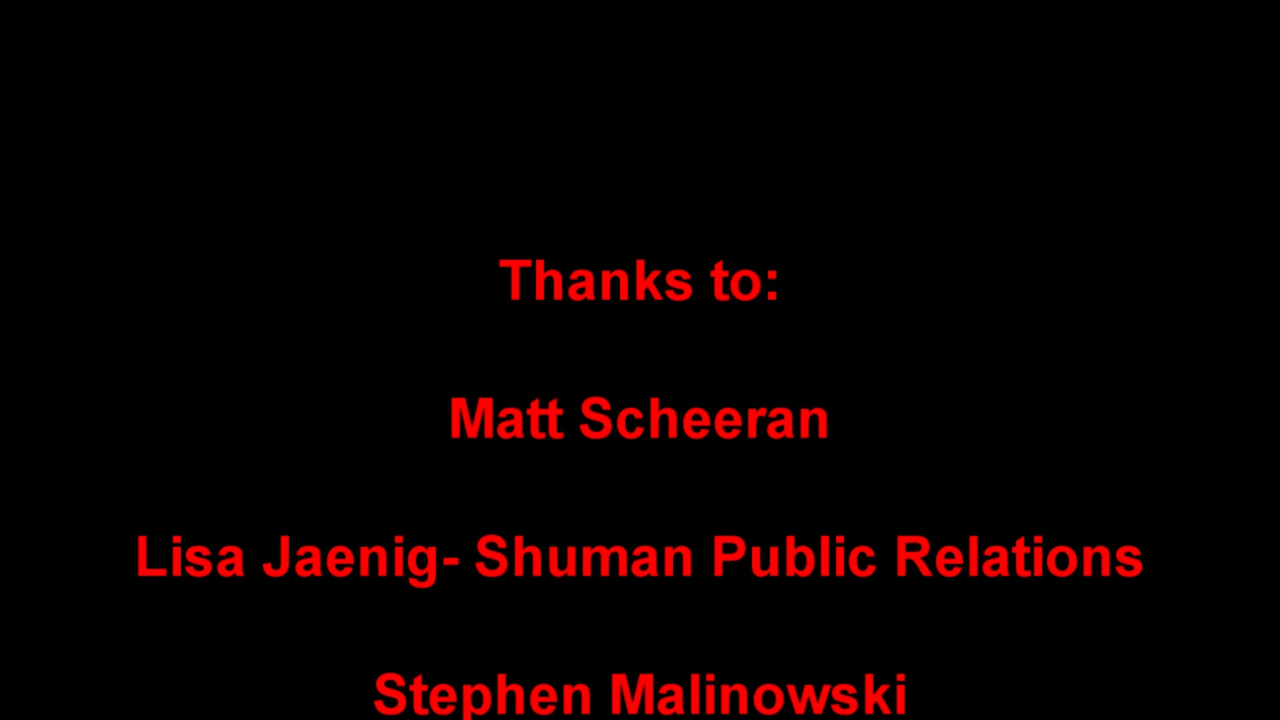 Thanks to:
Matt Scheeran
Lisa Jaenig- Shuman Public Relations
Stephen Malinowski